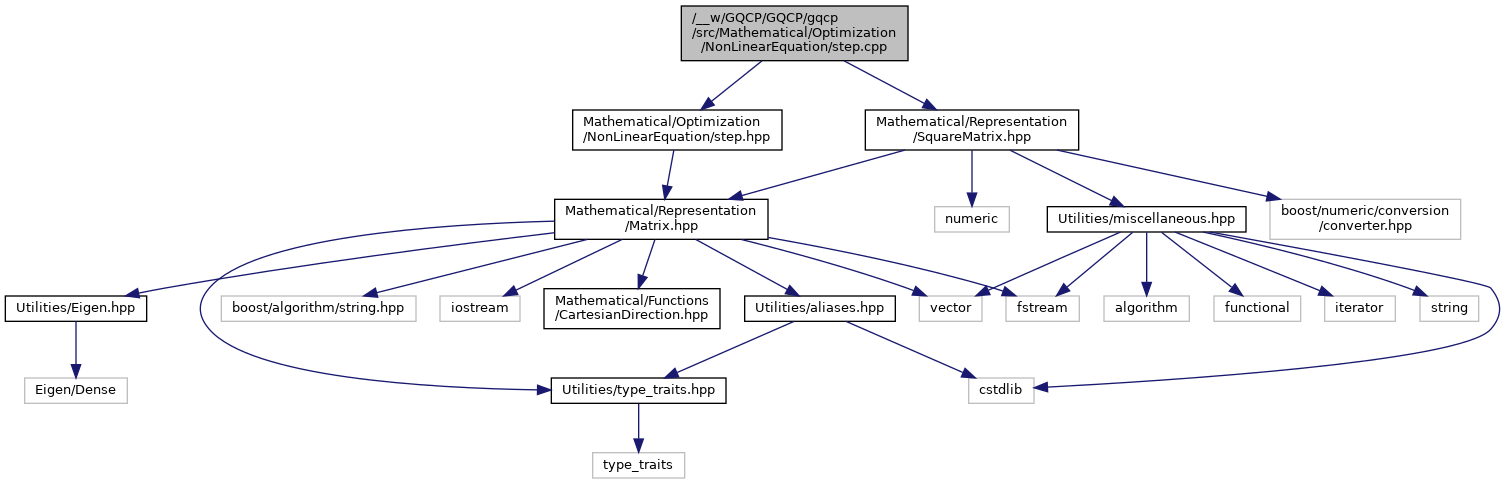 /__w/GQCP/GQCP/gqcp
/src/Mathematical/Optimization
/NonLinearEquation/step.cpp
Mathematical/Optimization
/NonLinearEquation/step.hpp
Mathematical/Representation
/SquareMatrix.hpp
Mathematical/Representation
/Matrix.hpp
numeric
Utilities/miscellaneous.hpp
boost/numeric/conversion
/converter.hpp
Utilities/Eigen.hpp
boost/algorithm/string.hpp
iostream
Mathematical/Functions
/CartesianDirection.hpp
Utilities/aliases.hpp
vector
fstream
algorithm
functional
iterator
string
Eigen/Dense
Utilities/type_traits.hpp
cstdlib
type_traits